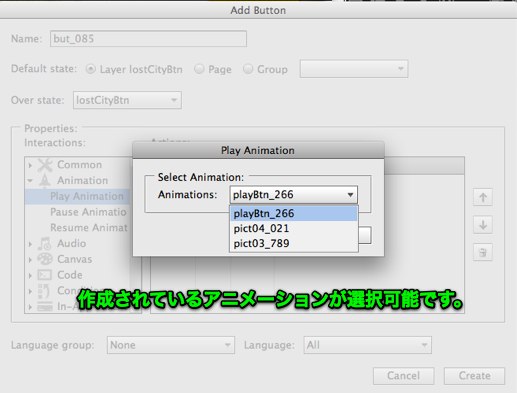 Add Button
Name: but_085
Default state: Layer lostCityBtn Page Group
Over state: lostCityBtn
Properties:
Interactions:
Common
Animation
Play Animation
Pause Animatio
Resume Animat
Audio
Canvas
Code
In-A
Play Animation
Select Animation:
Animations: playBtn_266
playBtn_266
pict04_021
pict03_789
作成されているアニメーションが選択可能です。
Language group: None Language: All
Cancel Create